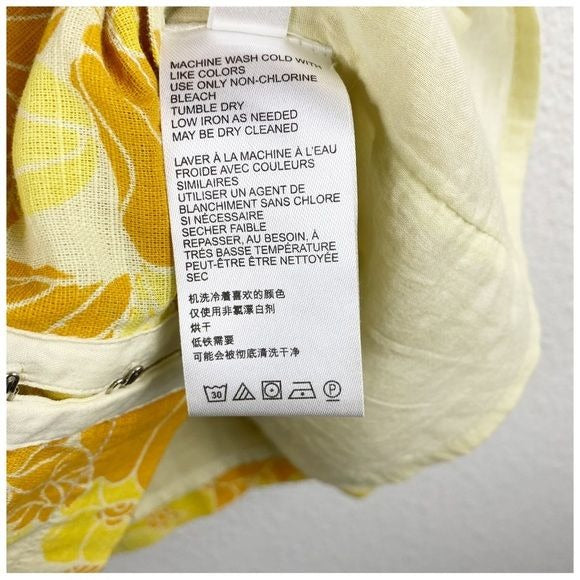 MACHINE WASH COLD WITH
LIKE COLORS
USE ONLY NON-CHLORINE
BLEACH
TUMBLE DRY
LOW IRON AS NEEDED
MAY BE DRY CLEANED
LAVER À LA MACHINE À L'EAU
FROIDE AVEC COULEURS
SIMILAIRES
UTILISER UN AGENT DE
BLANCHIMENT SANS CHLORE
SI NÉCESSAIRE
SECHER FAIBLE
REPASSER, AU BESOIN, À
TRÈS BASSE TEMPÉRATURE
PEUT-ÊTRE ÊTRE NETTOYÉE
SEC
机洗冷着喜欢的颜色
仅使用非氯漂白剂
烘干
低铁需要
可能会被彻底清洗干净
30 P